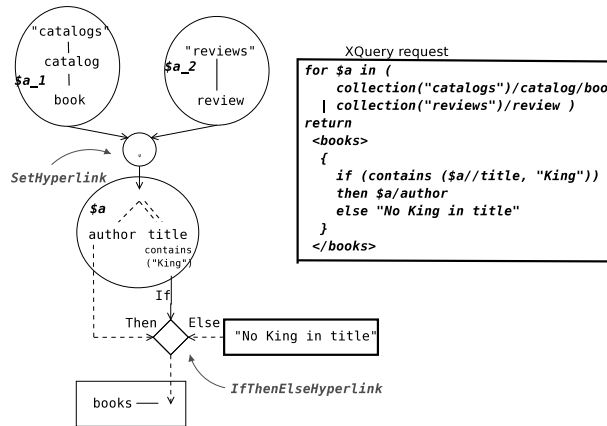 "catalogs"
catalog
$a_1
book
"reviews"
$a_2
review
SetHyperlink
$a
author title
contains
("King")
If
Then
Else
"No King in title"
IfThenElseHyperlink
books
XQuery request
for $a in (
collection("catalogs")/catalog/boo
| collection("reviews")/review )
return
<books>
{
if (contains ($a//title, "King"))
then $a/author
else "No King in title"
}
</books>